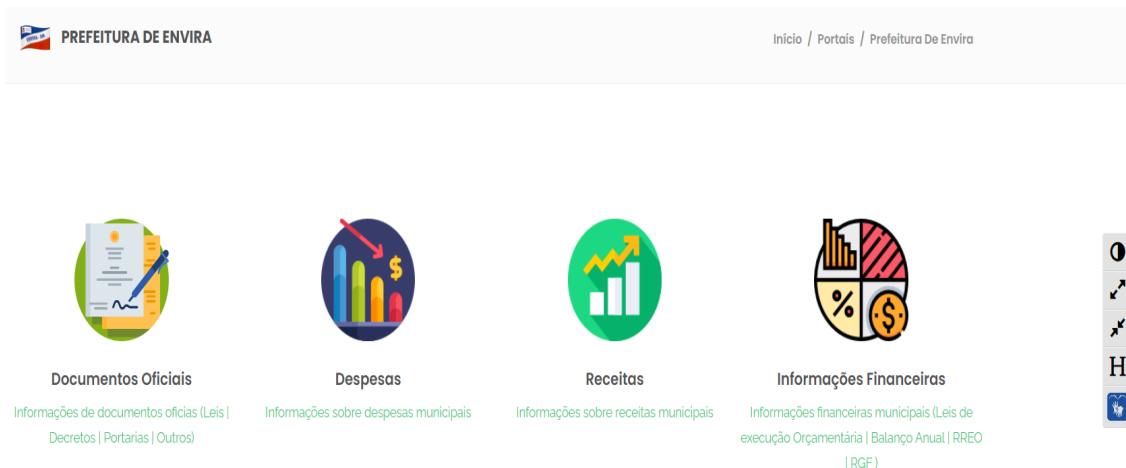 PREFEITURA DE ENVIRA
Início / Portais / Prefeitura De Envira
Documentos Oficiais
Informações de documentos oficias (Leis |
Decretos | Portarias | Outros)
Despesas
Informações sobre despesas municipais
Receitas
Informações sobre receitas municipais
Informações Financeiras
Informações financeiras municipais (Leis de
execução Orçamentária | Balanço Anual | RREO
| RGF )
H